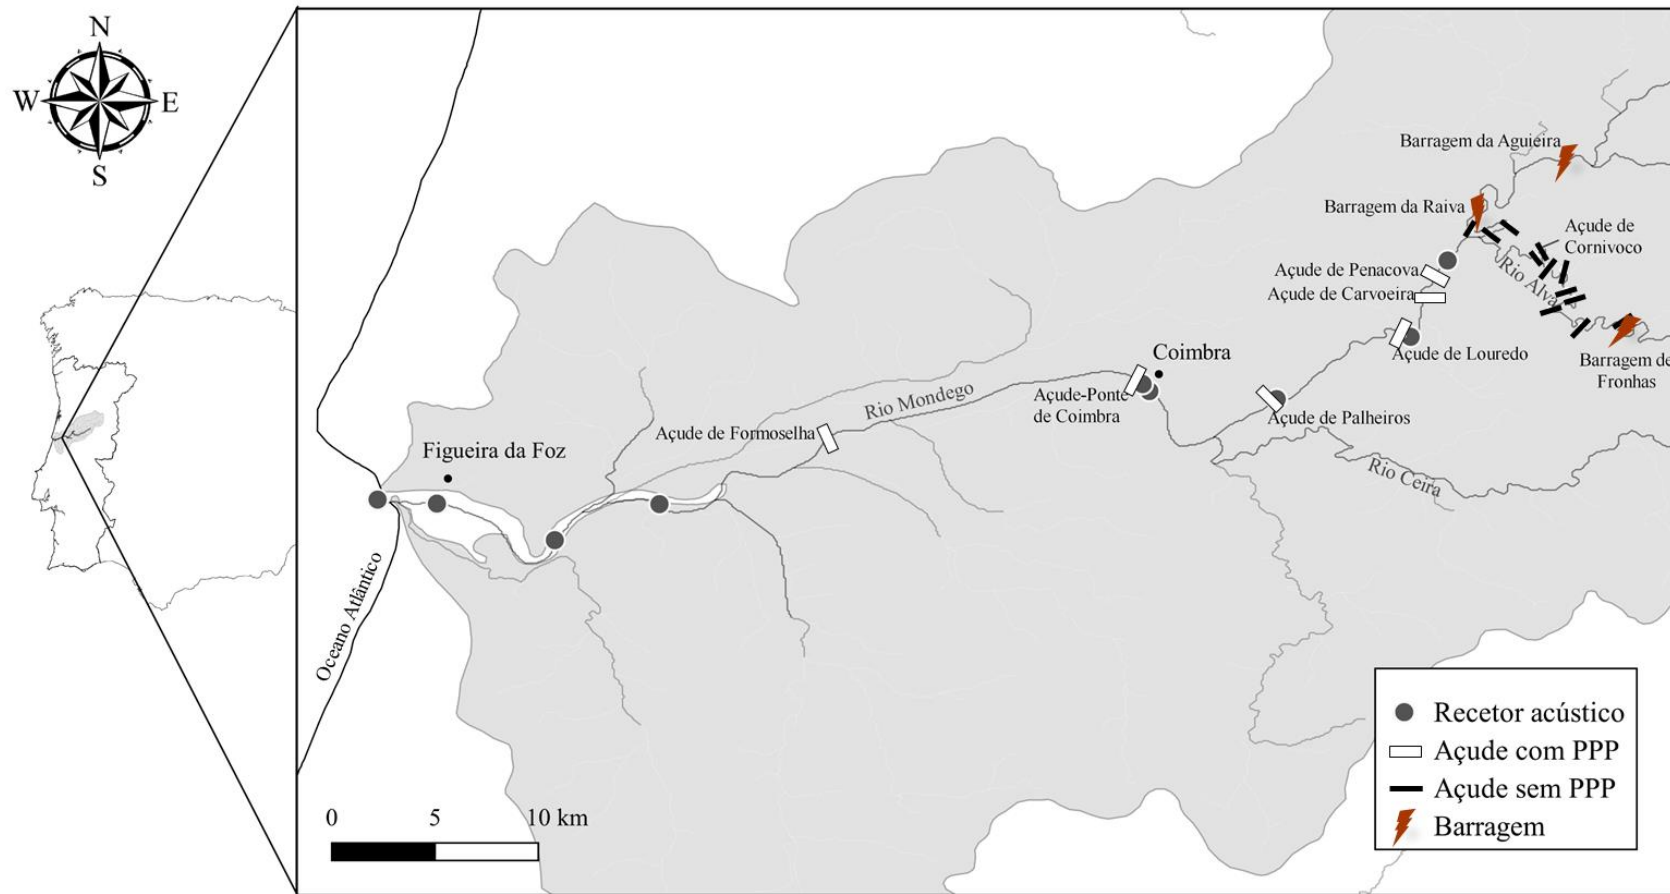 N
W
E
S
Barragem da Aguieira
Barragem da Raiva
Açude de
Cornivoco
Açude de Penacova
Rio Alva
Açude de Carvoeira
Açude de Louredo
Barragem de
Fronhas
Coimbra
Rio Mondego
Açude-Ponte
de Coimbra
Açude de Palheiros
Açude de Formoselha
Figueira da Foz
Rio Ceira
Oceano Atlântico
Recetor acústico
Açude com PPP
Açude sem PPP
Barragem
0 5 10 km